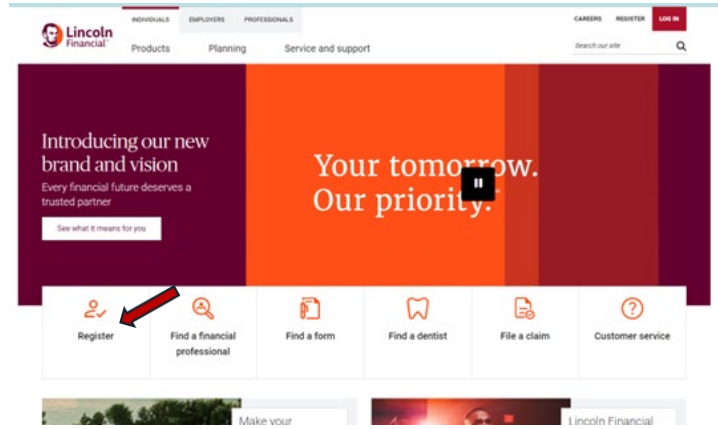 INDIVIDUALS EMPLOYERS PROFESSIONALS
CAREERS REGISTER LOG IN
Lincoln
Financial
Products Planning Service and support
Search our site
Introducing our new
brand and vision
Every financial future deserves a
trusted partner
See what it means for you
Your tomorrow.
Our priority.
Register
Find a financial
professional
Find a form
Find a dentist
File a claim
Customer service
Make your
Lincoln Financial